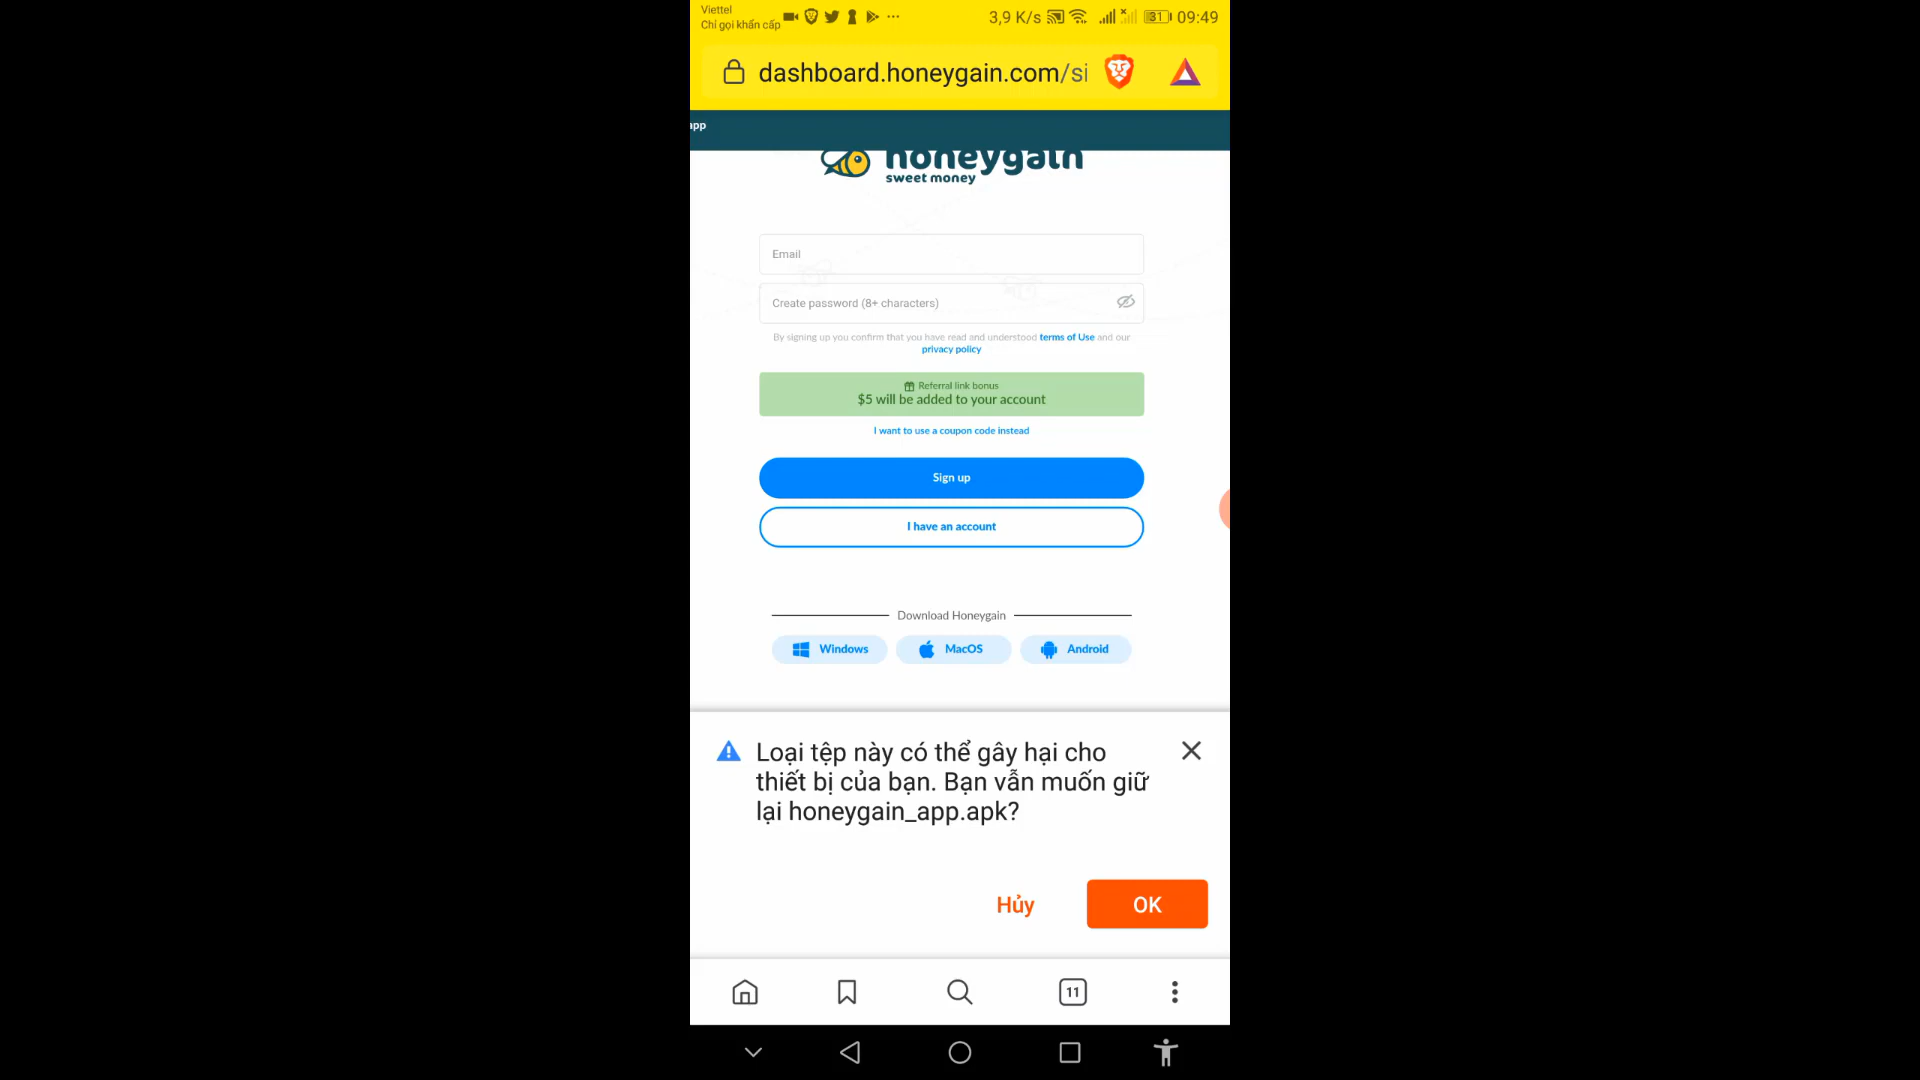 Viettel
Chỉ gọi khẩn cấp
3,9 K/s
31
09:49
dashboard.honeygain.com/si
app
honeygain
sweet money
Email
Create password (8+ characters)
By signing up you confirm that you have read and understood terms of Use and our
privacy policy
Referral link bonus
$5 will be added to your account
I want to use a coupon code instead
Sign up
I have an account
Download Honeygain
Windows
MacOS
Android
Loại tệp này có thể gây hại cho
thiết bị của bạn. Bạn vẫn muốn giữ
lại honeygain_app.apk?
Hủy
OK
11